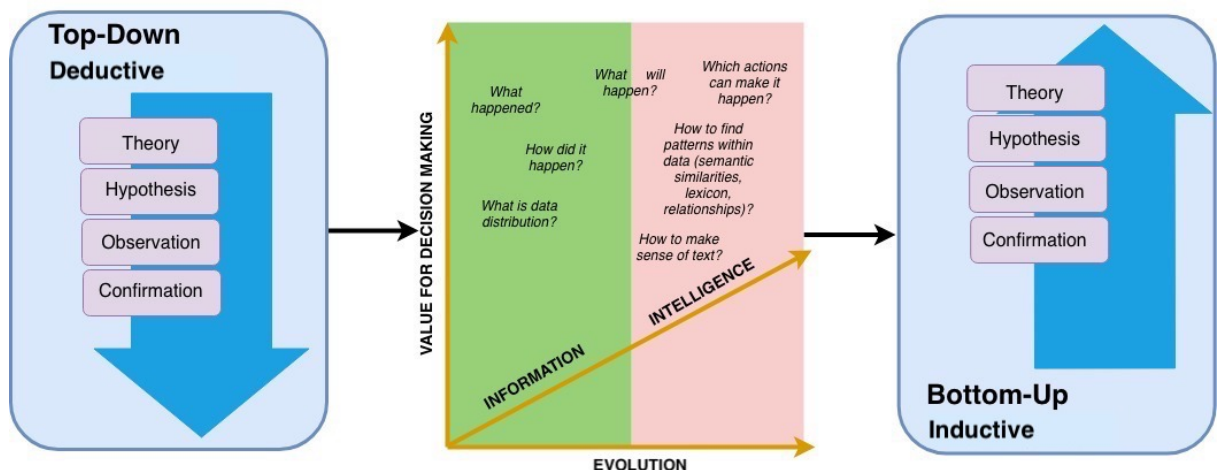 Top-Down
Deductive
Theory
Hypothesis
Observation
Confirmation
VALUE FOR DECISION MAKING
What
happened?
How did it
happen?
What is data
distribution?
What will
happen?
Which actions
can make it
happen?
How to find
patterns within
data (semantic
similarities,
lexicon,
relationships)?
How to make
sense of text?
INFORMATION
INTELLIGENCE
EVOLUTION
Theory
Hypothesis
Observation
Confirmation
Bottom-Up
Inductive